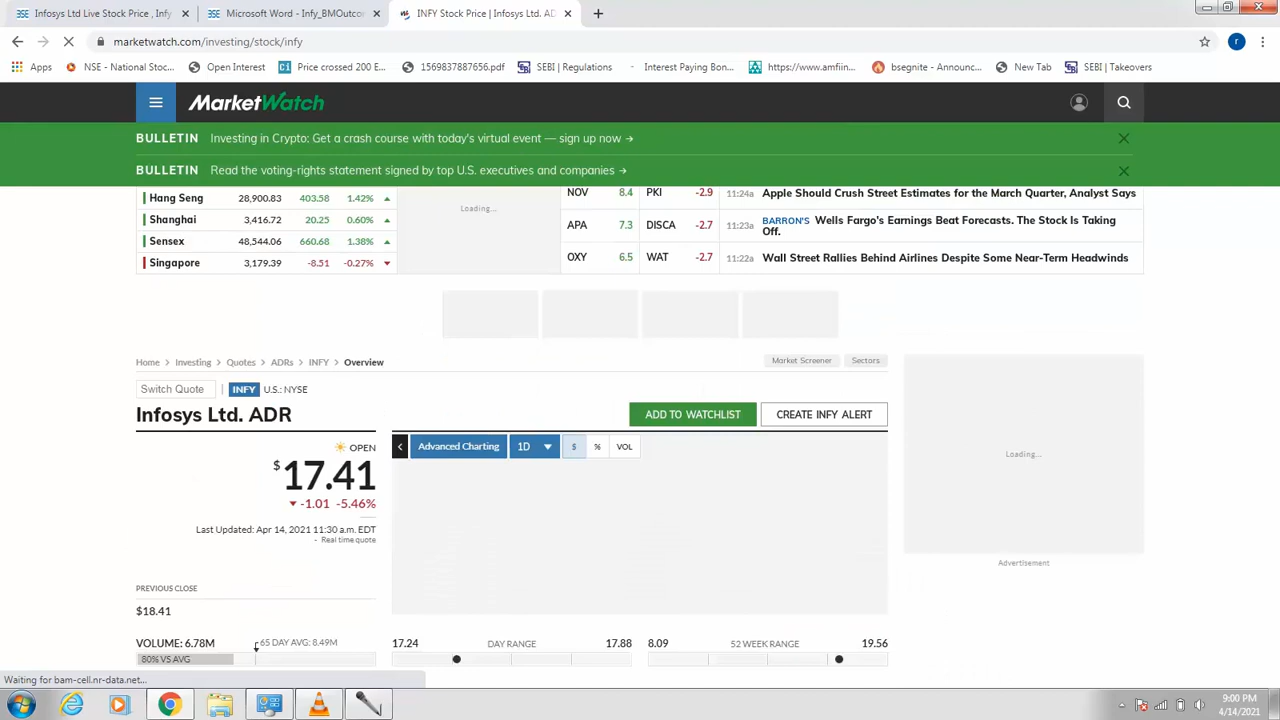 Infosys Ltd Live Stock Price , Infy
Microsoft Word - Infy_BMOutco
INFY Stock Price | Infosys Ltd. AD
marketwatch.com/investing/stock/infy
r
Apps
NSE - National Stoc...
Open Interest
Price crossed 200 E...
1569837887656.pdf
SEBI | Regulations
Interest Paying Bon...
https://www.amfiin...
bsegnite - Announc...
New Tab
SEBI | Takeovers
MarketWatch
BULLETIN Investing in Crypto: Get a crash course with today's virtual event — sign up now →
BULLETIN Read the voting-rights statement signed by top U.S. executives and companies →
Hang Seng 28,900.83 403.58 1.42%
Shanghai 3,416.72 20.25 0.60%
Sensex 48,544.06 660.68 1.38%
Singapore 3,179.39 -8.51 -0.27%
Loading...
NOV 8.4 PKI -2.9
APA 7.3 DISCA -2.7
OXY 6.5 WAT -2.7
11:24a Apple Should Crush Street Estimates for the March Quarter, Analyst Says
11:23a BARRON'S Wells Fargo's Earnings Beat Forecasts. The Stock Is Taking
Off.
11:22a Wall Street Rallies Behind Airlines Despite Some Near-Term Headwinds
Home > Investing > Quotes > ADRs > INFY > Overview
Market Screener
Sectors
Switch Quote | INFY U.S.: NYSE
Infosys Ltd. ADR
ADD TO WATCHLIST
CREATE INFY ALERT
OPEN
$17.41
-1.01 -5.46%
Last Updated: Apr 14, 2021 11:30 a.m. EDT
- Real time quote
Advanced Charting
1D
$
%
VOL
Loading...
Advertisement
PREVIOUS CLOSE
$18.41
VOLUME: 6.78M
65 DAY AVG: 8.49M
80% VS AVG
17.24 DAY RANGE 17.88
8.09 52 WEEK RANGE 19.56
Waiting for bam-cell.nr-data.net...
9:00 PM
4/14/2021